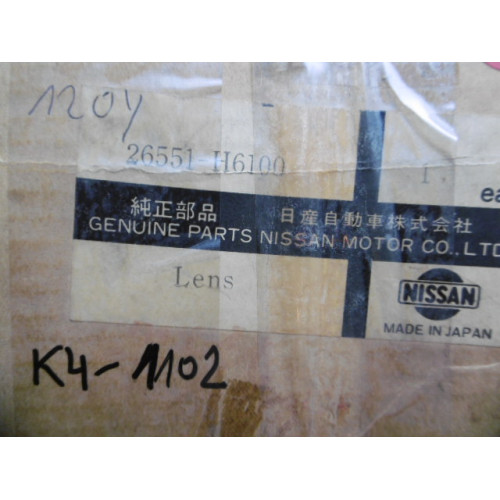 120Y
26551-H6100
1.
ea
純正部品 日産自動車株式会社
GENUINE PARTS NISSAN MOTOR CO., LTD
Lens
NISSAN
MADE IN JAPAN
K4-1102